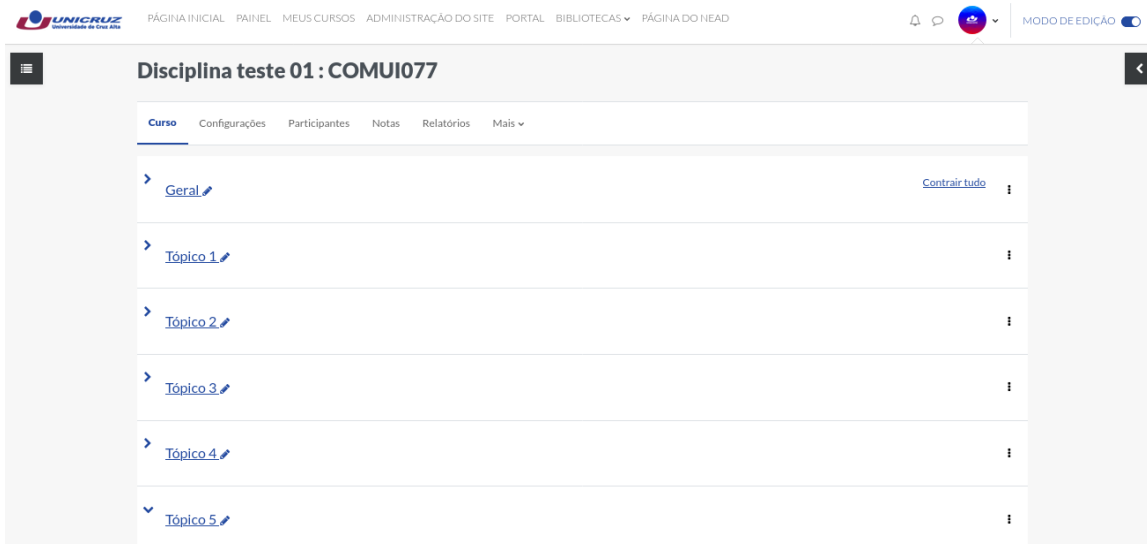 UNICRUZ
Universidade de Cruz Alta
PÁGINA INICIAL PAINEL MEUS CURSOS ADMINISTRAÇÃO DO SITE PORTAL BIBLIOTECAS PÁGINA DO NEAD
MODO DE EDIÇÃO
Disciplina teste 01 : COMUI077
Curso Configurações Participantes Notas Relatórios Mais
Geral
Contrair tudo
Tópico 1
Tópico 2
Tópico 3
Tópico 4
Tópico 5